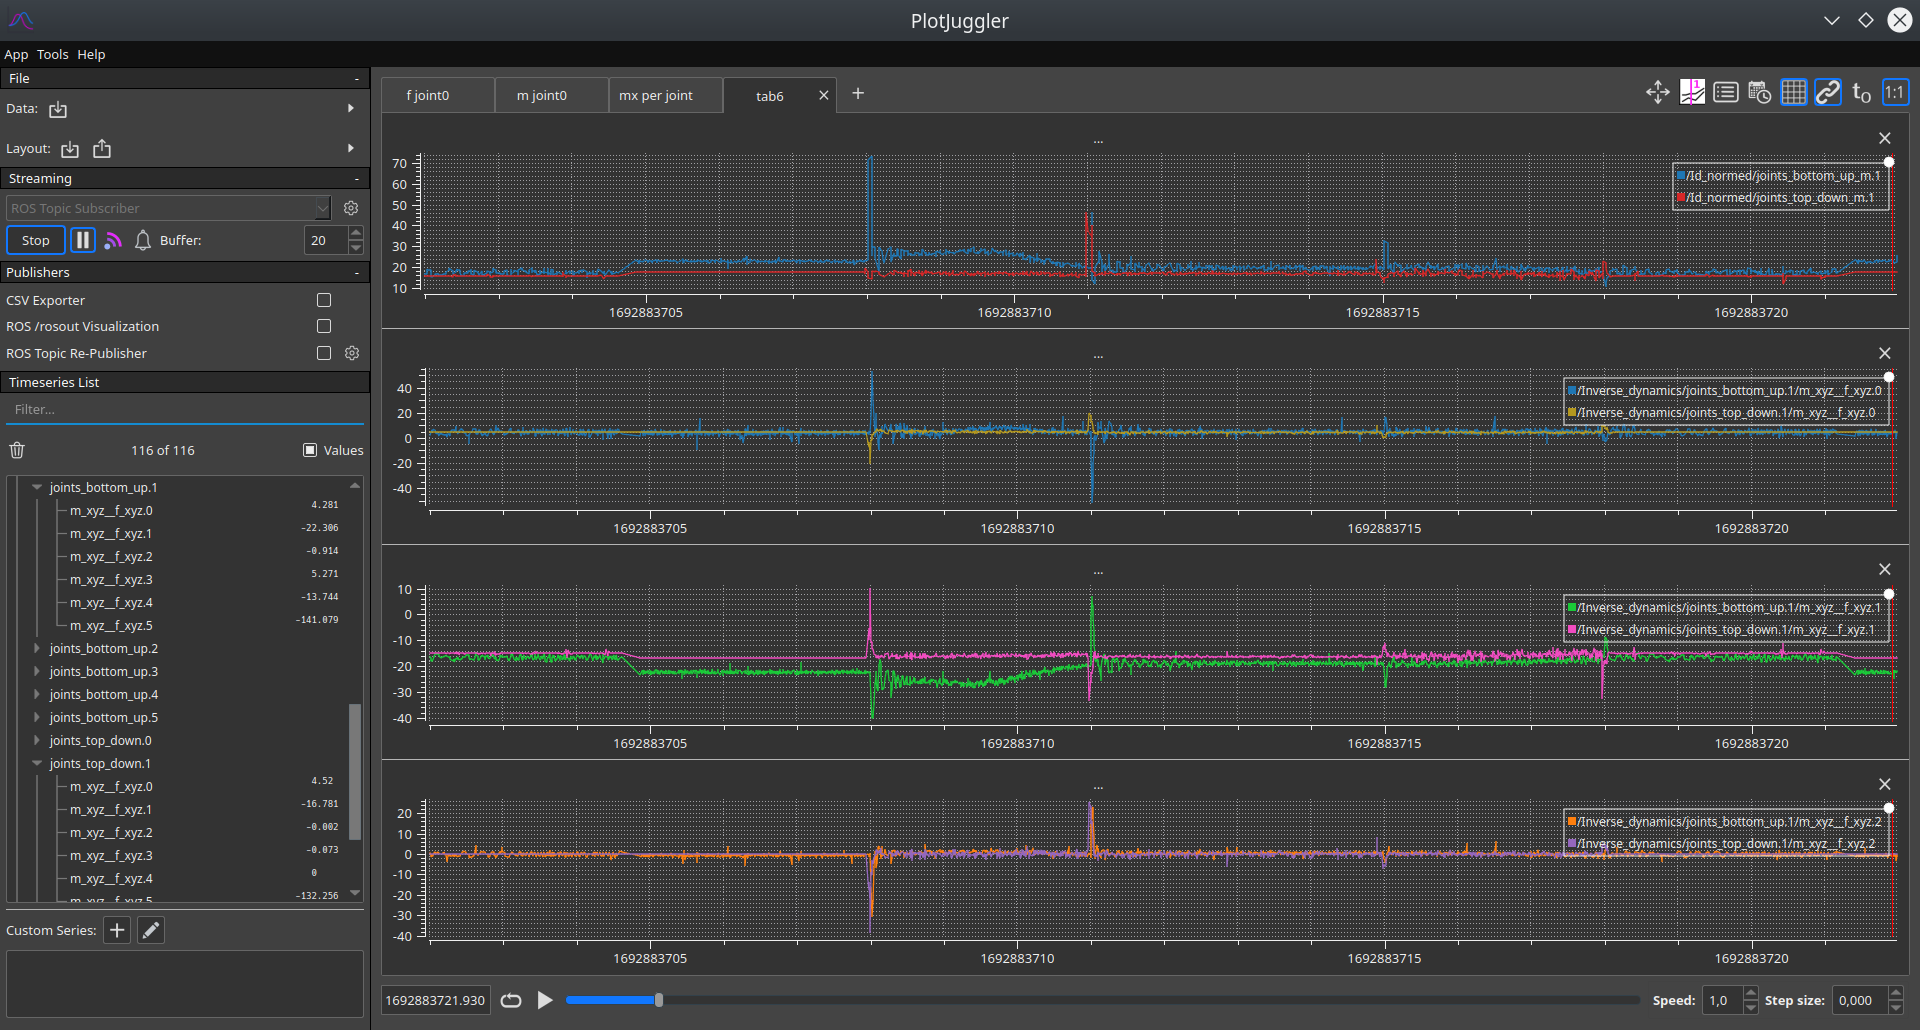 PlotJuggler
App Tools Help
File -
Data:
Layout:
Streaming -
ROS Topic Subscriber
Stop Buffer: 20
Publishers -
CSV Exporter
ROS /rosout Visualization
ROS Topic Re-Publisher
Timeseries List
Filter...
116 of 116 Values
joints_bottom_up.1
m_xyz__f_xyz.0 4.281
m_xyz__f_xyz.1 -22.306
m_xyz__f_xyz.2 -0.914
m_xyz__f_xyz.3 5.271
m_xyz__f_xyz.4 -13.744
m_xyz__f_xyz.5 -141.079
joints_bottom_up.2
joints_bottom_up.3
joints_bottom_up.4
joints_bottom_up.5
joints_top_down.0
joints_top_down.1
m_xyz__f_xyz.0 4.52
m_xyz__f_xyz.1 -16.781
m_xyz__f_xyz.2 -0.002
m_xyz__f_xyz.3 -0.073
m_xyz__f_xyz.4 0
m_xyz__f_xyz.5 -132.256
Custom Series:
f joint0 m joint0 mx per joint tab6 +
t0 1:1
...
70
60
50
40
30
20
10
/Id_normed/joints_bottom_up_m.1
/Id_normed/joints_top_down_m.1
1692883705 1692883710 1692883715 1692883720
...
40
20
0
-20
-40
/Inverse_dynamics/joints_bottom_up.1/m_xyz__f_xyz.0
/Inverse_dynamics/joints_top_down.1/m_xyz__f_xyz.0
1692883705 1692883710 1692883715 1692883720
...
10
0
-10
-20
-30
-40
/Inverse_dynamics/joints_bottom_up.1/m_xyz__f_xyz.1
/Inverse_dynamics/joints_top_down.1/m_xyz__f_xyz.1
1692883705 1692883710 1692883715 1692883720
...
20
10
0
-10
-20
-30
-40
/Inverse_dynamics/joints_bottom_up.1/m_xyz__f_xyz.2
/Inverse_dynamics/joints_top_down.1/m_xyz__f_xyz.2
1692883705 1692883710 1692883715 1692883720
1692883721.930 Speed: 1,0 Step size: 0,000